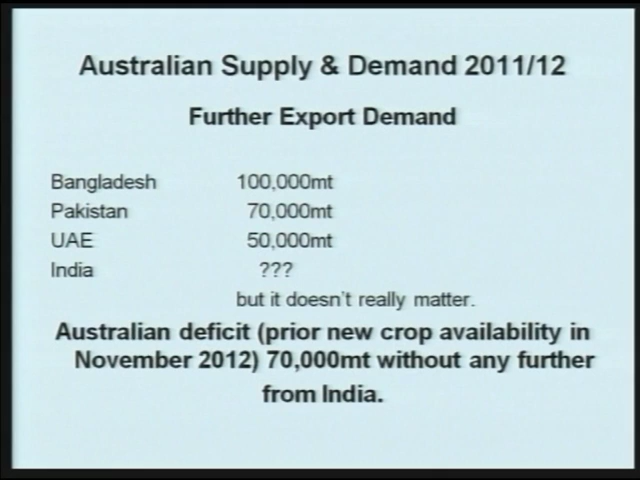 Australian Supply & Demand 2011/12
Further Export Demand
Bangladesh 100,000mt
Pakistan 70,000mt
UAE 50,000mt
India ???
but it doesn't really matter.
Australian deficit (prior new crop availability in
November 2012) 70,000mt without any further
from India.